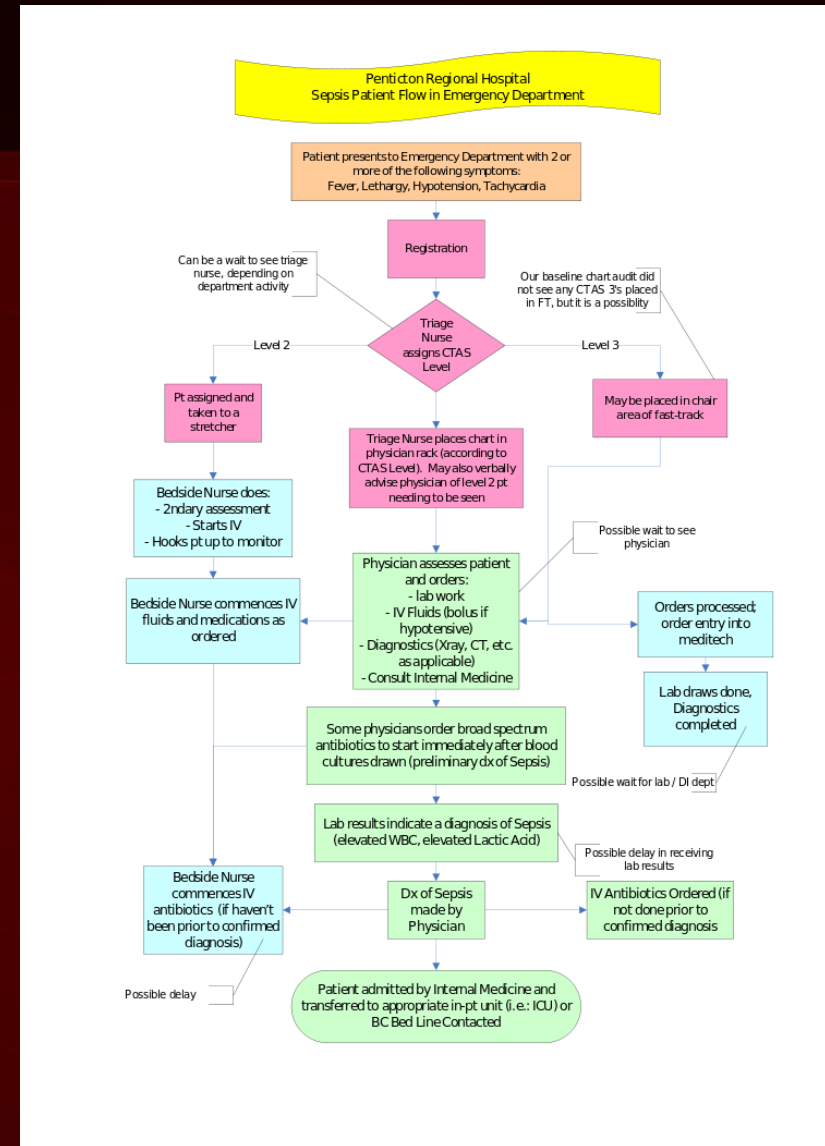 Penticton Regional Hospital
Sepsis Patient Flow in Emergency Department
Patient presents to Emergency Department with 2 or
more of the following symptoms:
Fever, Lethargy, Hypotension, Tachycardia
Registration
Can be a wait to see triage
nurse, depending on
department activity
Our baseline chart audit did
not see any CTAS 3's placed
in FT, but it is a possiblity
Triage
Nurse
assigns CTAS
Level
Level 2
Level 3
Pt assigned and
taken to a
stretcher
May be placed in chair
area of fast-track
Triage Nurse places chart in
physician rack (according to
CTAS Level). May also verbally
advise physician of level 2 pt
needing to be seen
Bedside Nurse does:
- 2ndary assessment
- Starts IV
- Hooks pt up to monitor
Possible wait to see
physician
Physician assesses patient
and orders:
- lab work
- IV Fluids (bolus if
hypotensive)
- Diagnostics (Xray, CT, etc.
as applicable)
- Consult Internal Medicine
Bedside Nurse commences IV
fluids and medications as
ordered
Orders processed;
order entry into
meditech
Lab draws done,
Diagnostics
completed
Some physicians order broad spectrum
antibiotics to start immediately after blood
cultures drawn (preliminary dx of Sepsis)
Possible wait for lab / DI dept
Lab results indicate a diagnosis of Sepsis
(elevated WBC, elevated Lactic Acid)
Possible delay in receiving
lab results
Bedside Nurse
commences IV
antibiotics (if haven't
been prior to confirmed
diagnosis)
Dx of Sepsis
made by
Physician
IV Antibiotics Ordered (if
not done prior to
confirmed diagnosis
Possible delay
Patient admitted by Internal Medicine and
transferred to appropriate in-pt unit (i.e.: ICU) or
BC Bed Line Contacted